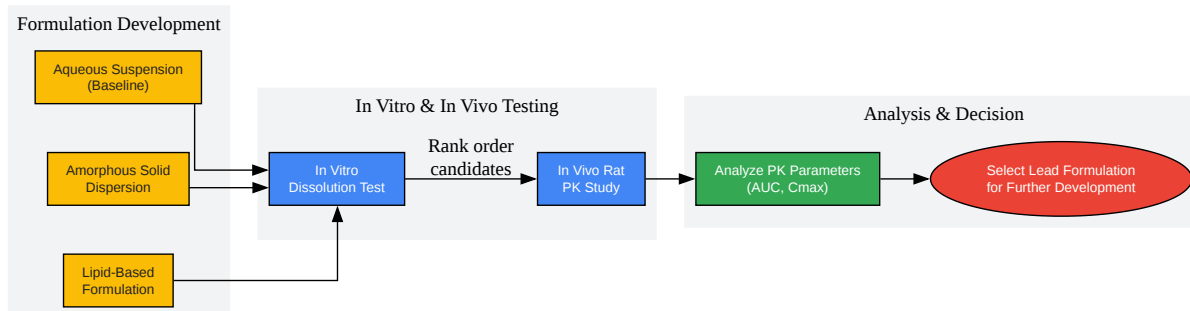 Formulation Development
Aqueous Suspension
(Baseline)
Amorphous Solid
Dispersion
Lipid-Based
Formulation
In Vitro & In Vivo Testing
In Vitro
Dissolution Test
Rank order
candidates
In Vivo Rat
PK Study
Analysis & Decision
Analyze PK Parameters
(AUC, Cmax)
Select Lead Formulation
for Further Development